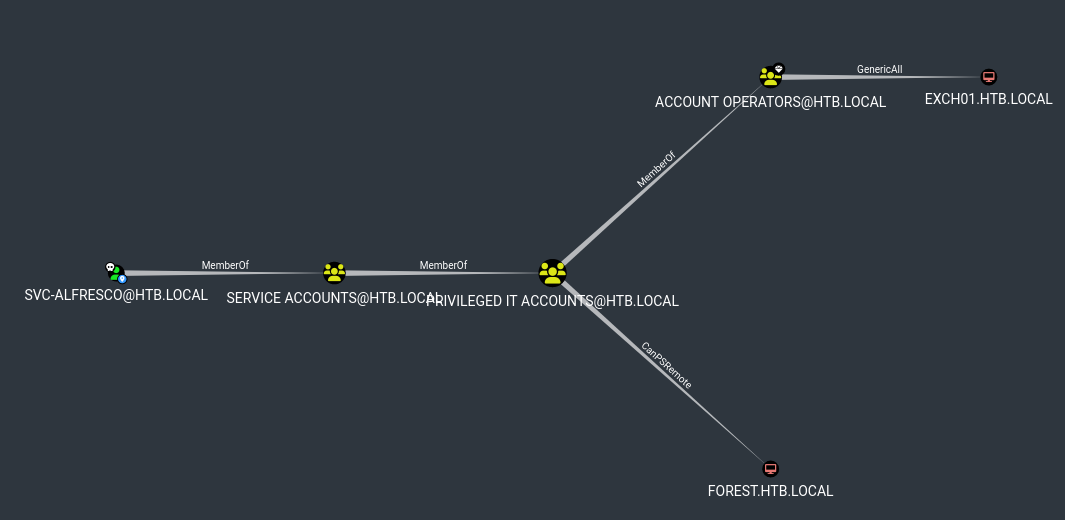 GenericAll
ACCOUNT OPERATORS@HTB.LOCAL
EXCH01.HTB.LOCAL
MemberOf
MemberOf
MemberOf
SVC-ALFRESCO@HTB.LOCAL
SERVICE ACCOUNTS@HTB.LOCAL
PRIVILEGED IT ACCOUNTS@HTB.LOCAL
CanPSRemote
FOREST.HTB.LOCAL